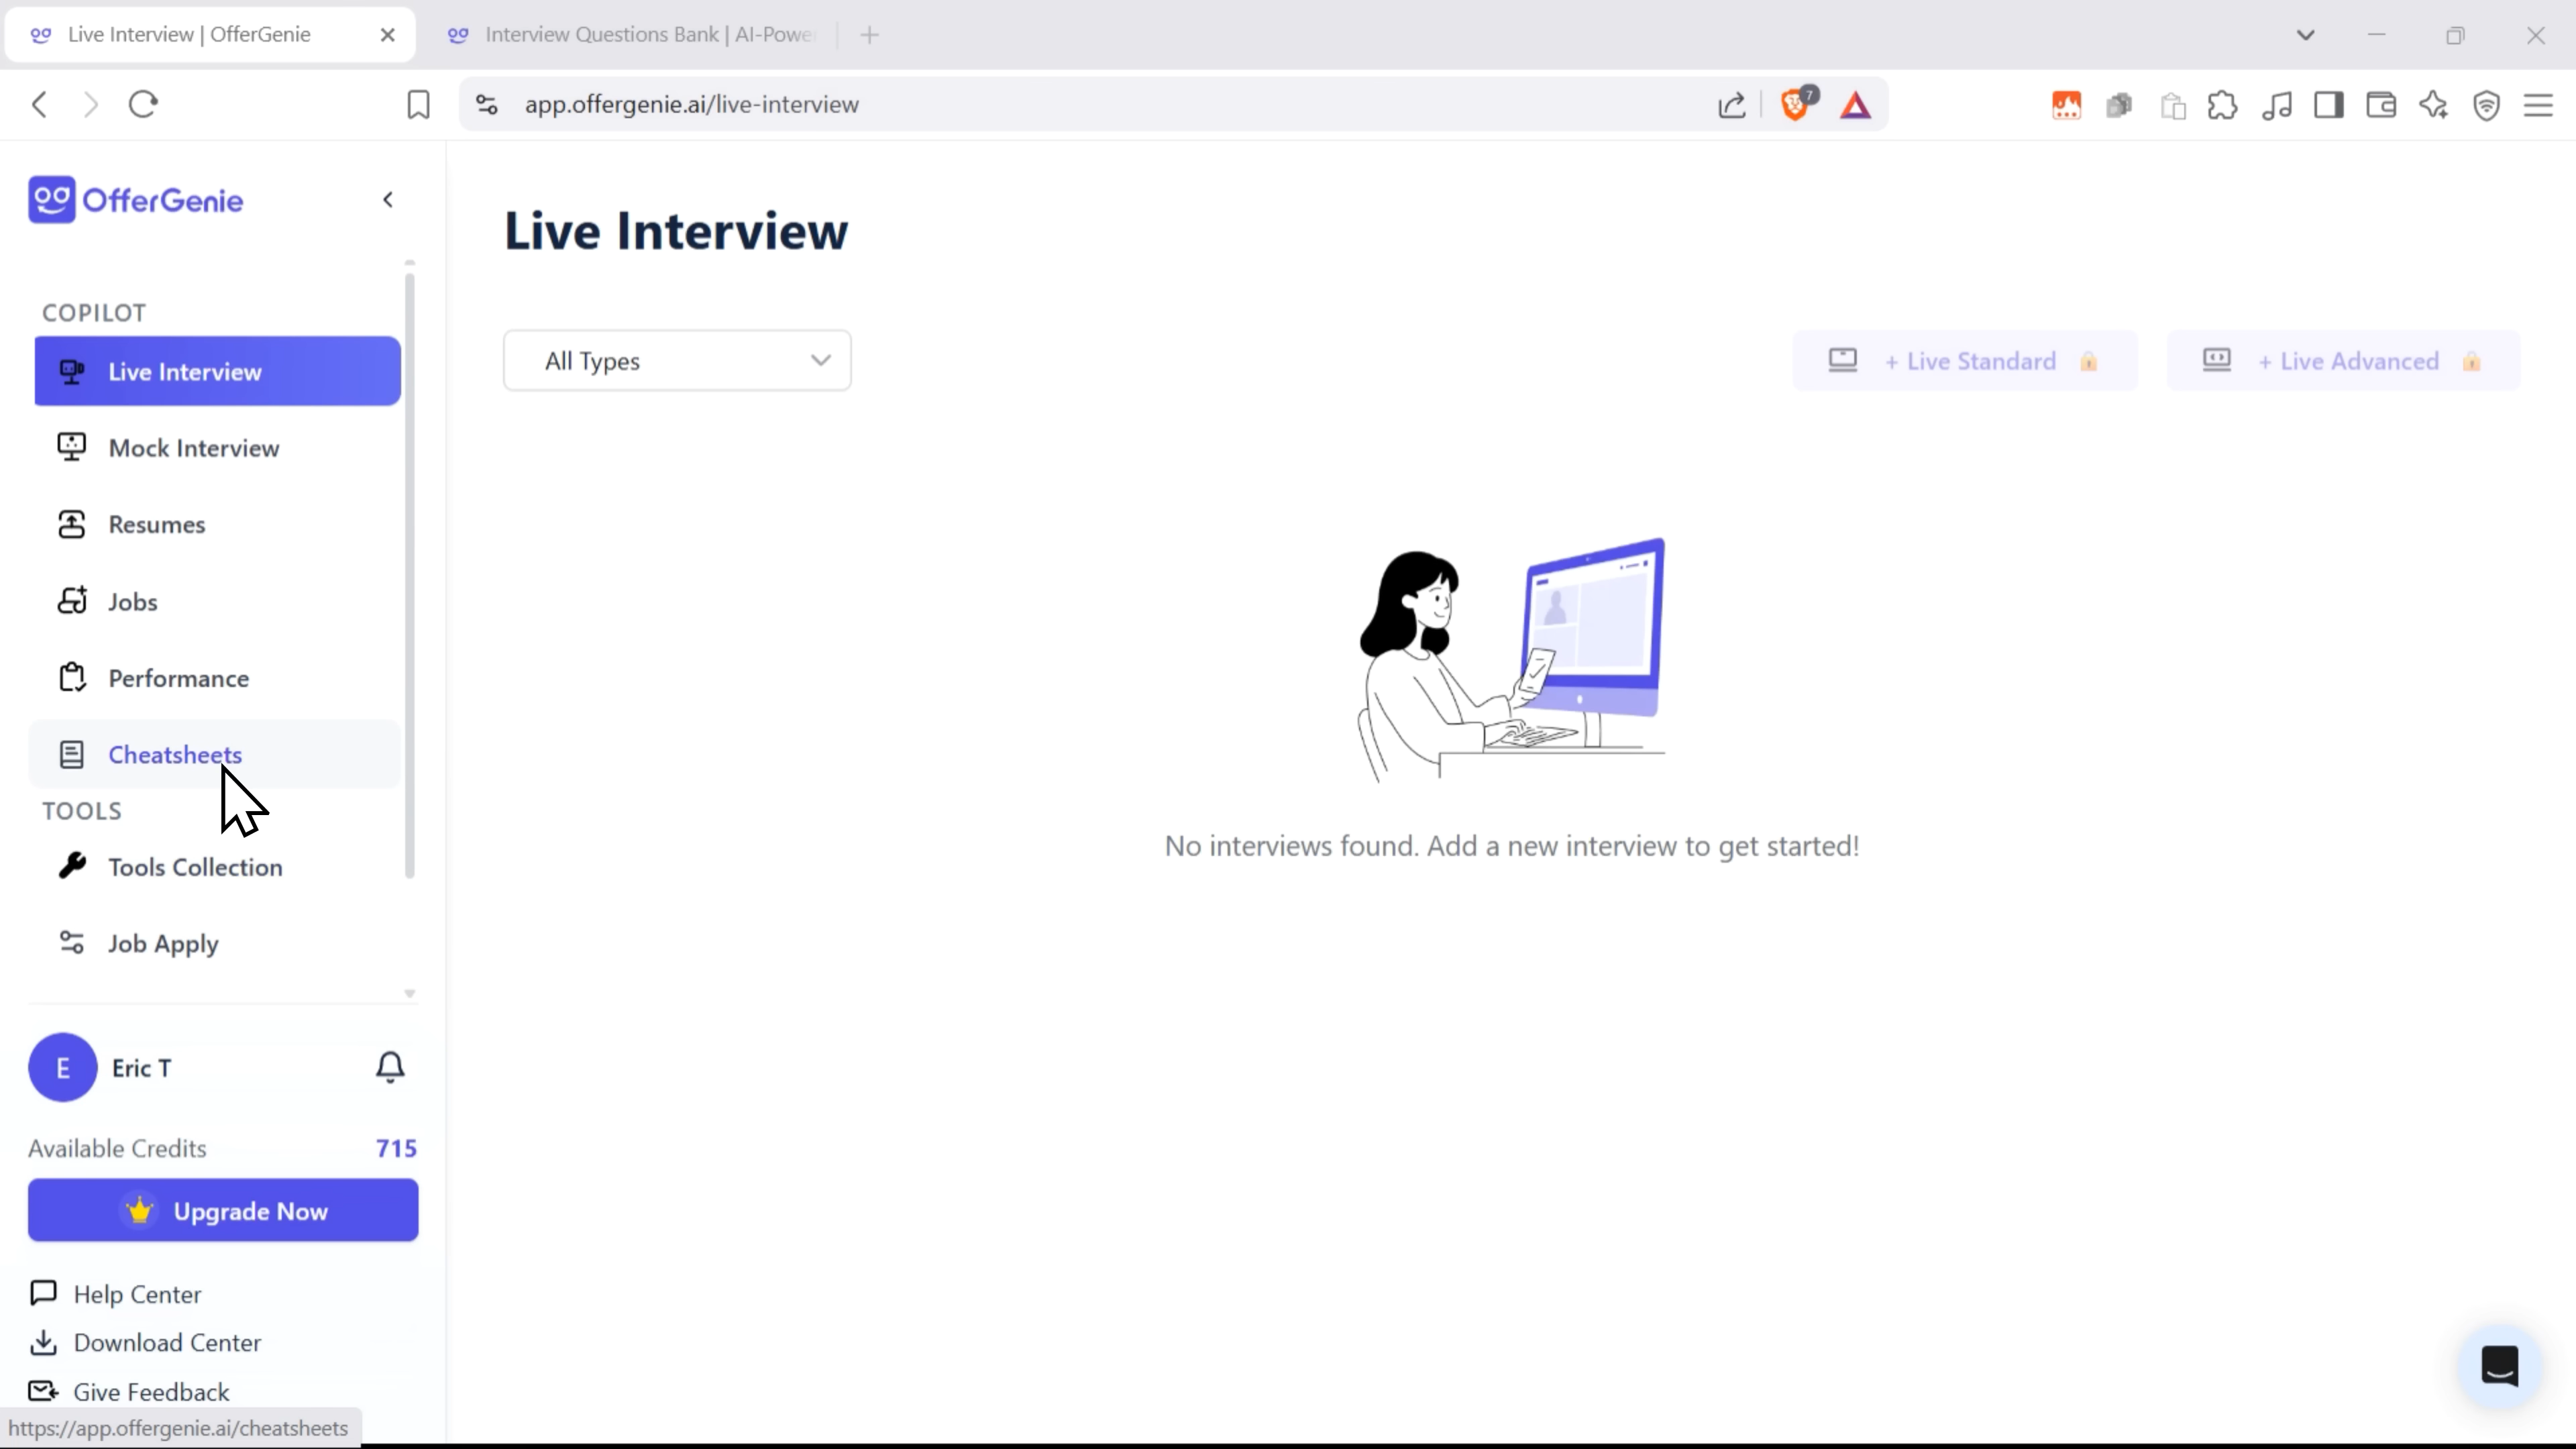 Live Interview | OfferGenie
Interview Questions Bank | AI-Power
app.offergenie.ai/live-interview
7
OfferGenie
COPILOT
Live Interview
Mock Interview
Resumes
Jobs
Performance
Cheatsheets
TOOLS
Tools Collection
Job Apply
E
Eric T
Available Credits 715
Upgrade Now
Help Center
Download Center
Give Feedback
https://app.offergenie.ai/cheatsheets
Live Interview
All Types
+ Live Standard
+ Live Advanced
No interviews found. Add a new interview to get started!